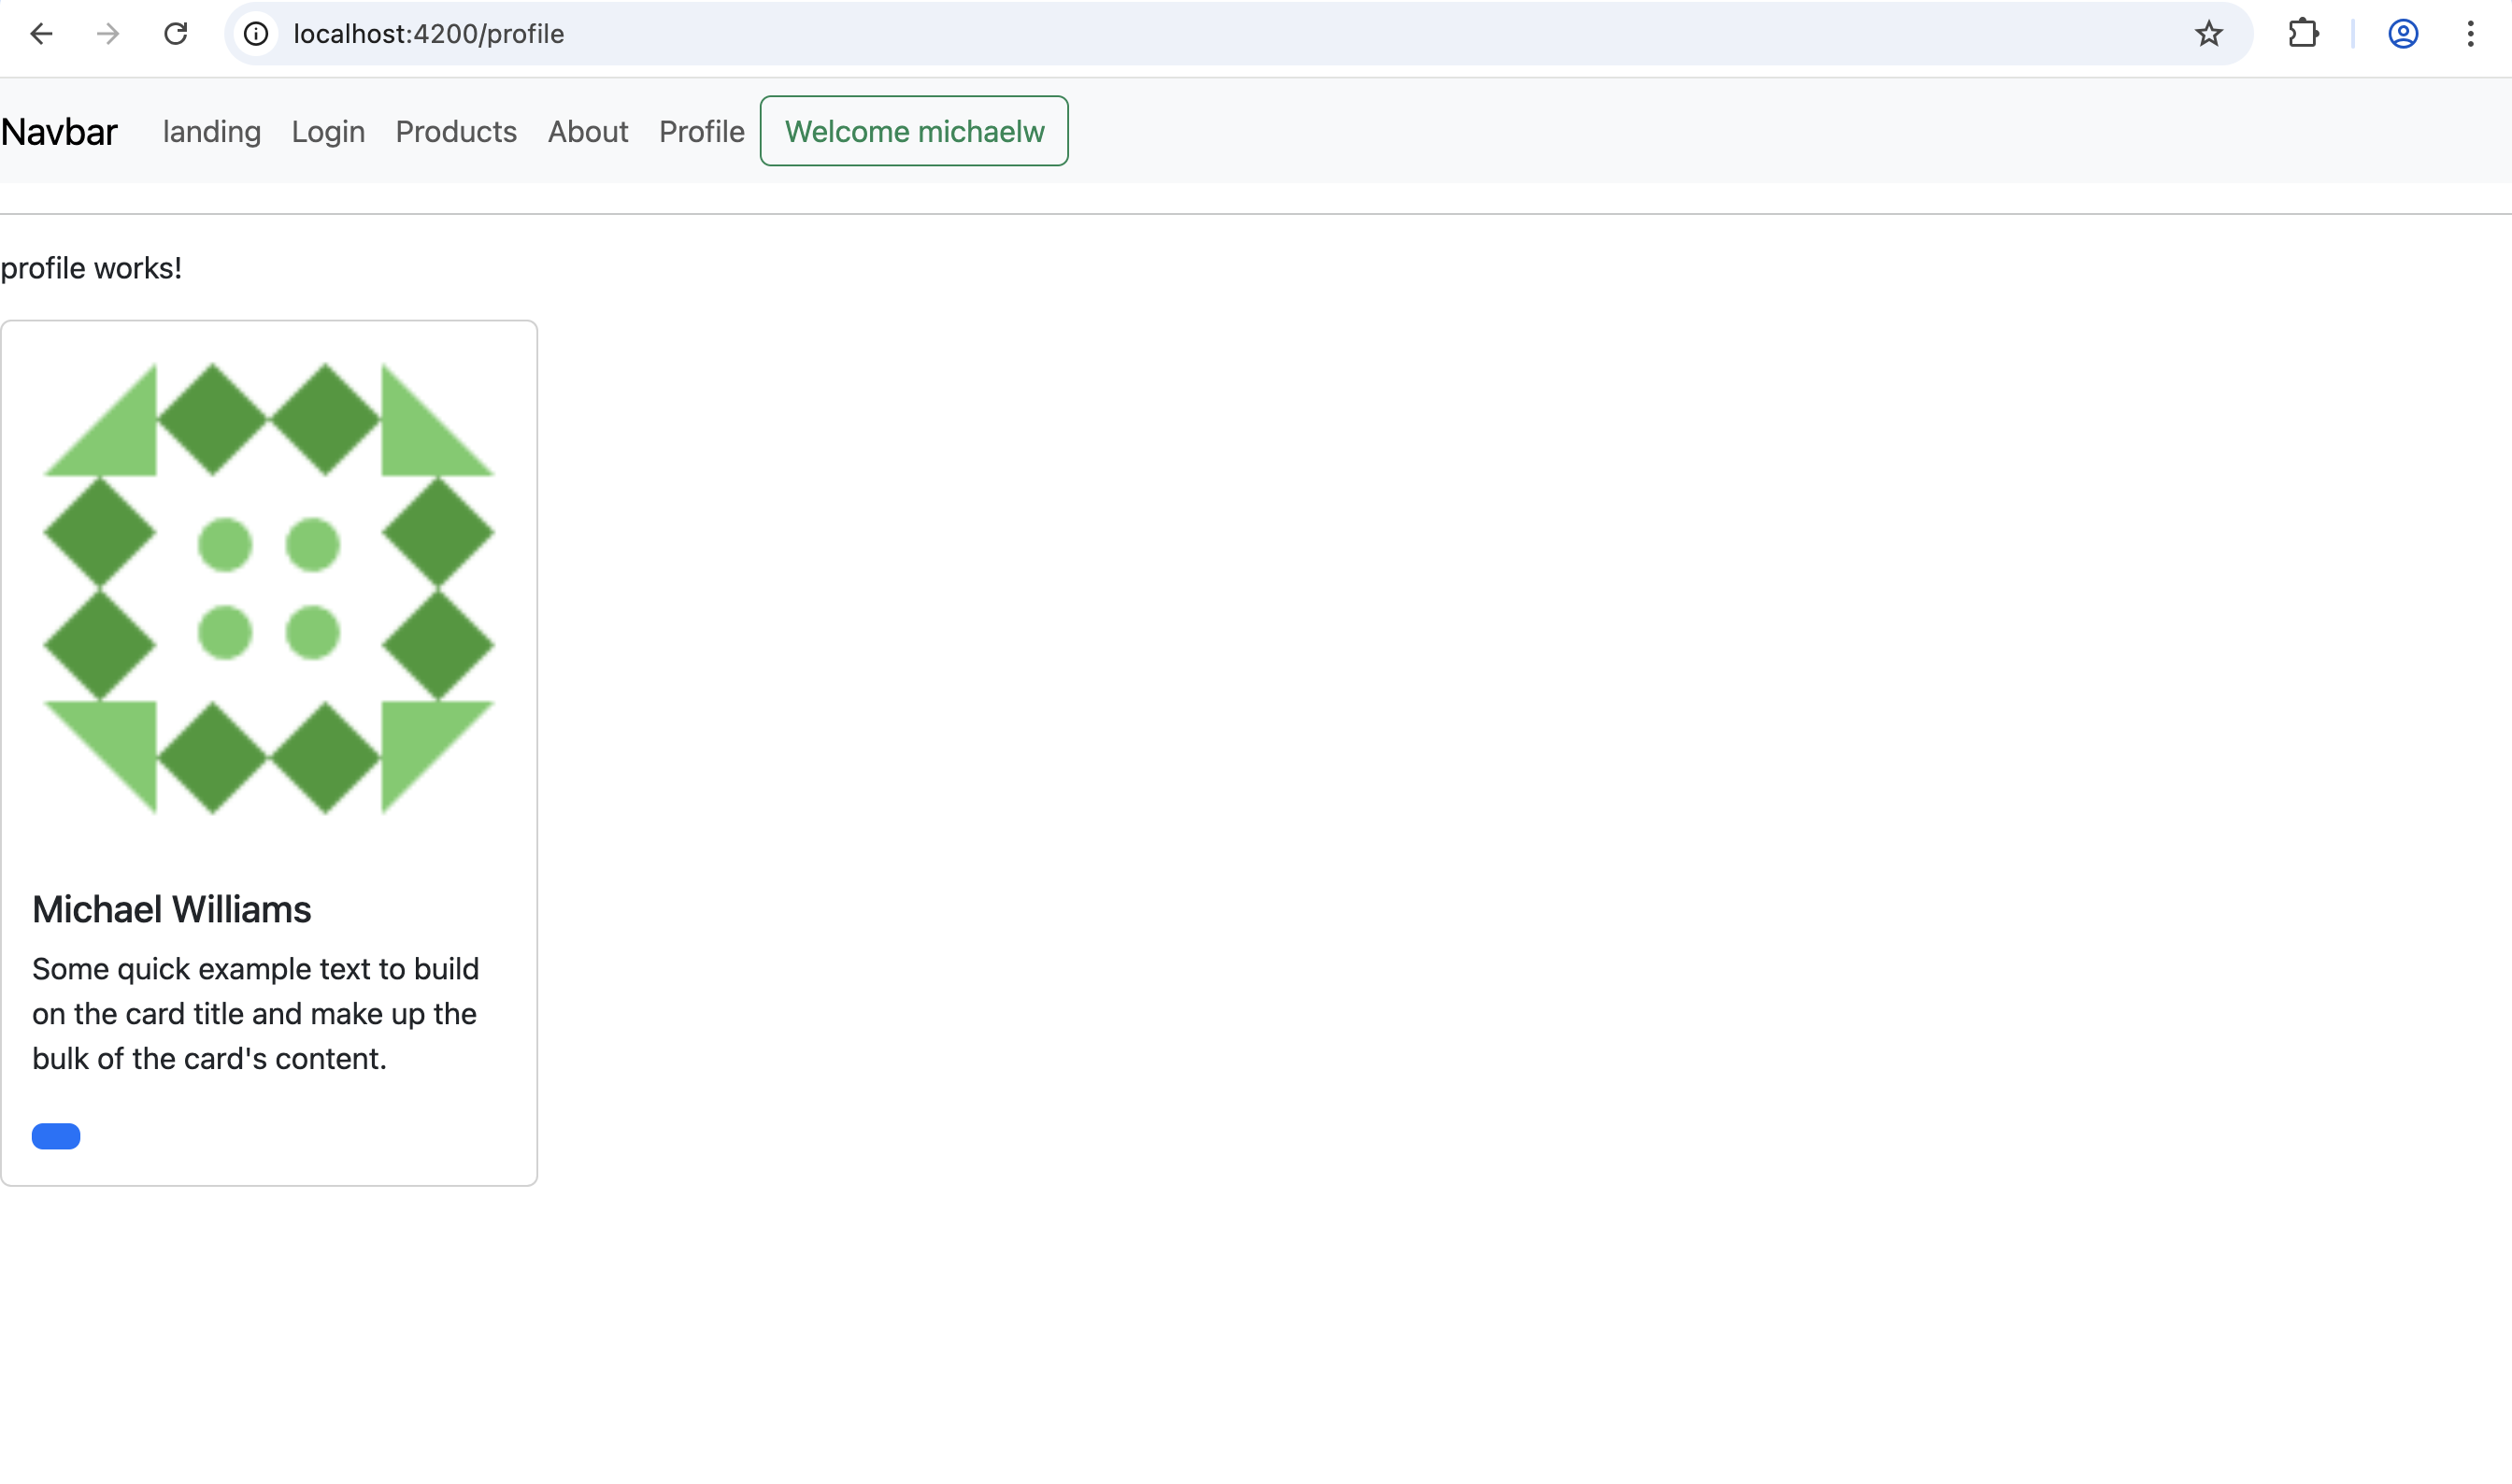 localhost:4200/profile
Navbar landing Login Products About Profile Welcome michaelw
profile works!
Michael Williams
Some quick example text to build
on the card title and make up the
bulk of the card's content.